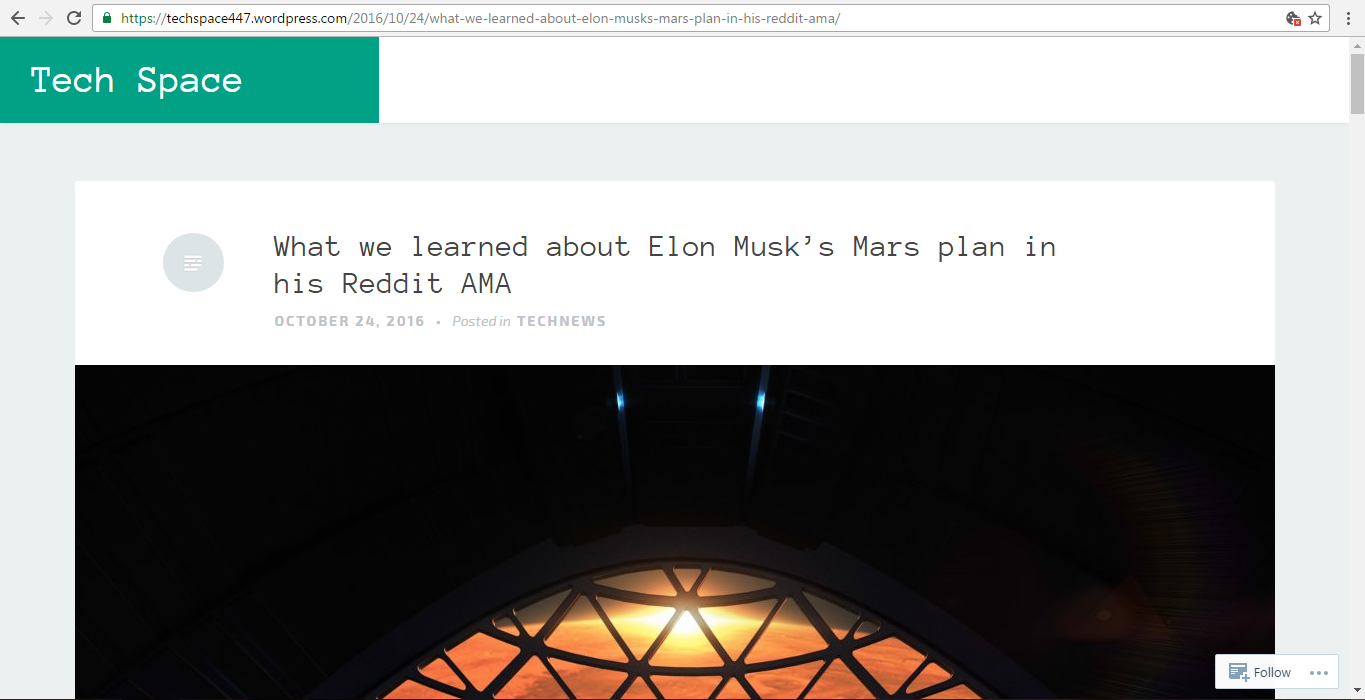 https://techspace447.wordpress.com/2016/10/24/what-we-learned-about-elon-musks-mars-plan-in-his-reddit-ama/
Tech Space
What we learned about Elon Musk’s Mars plan in
his Reddit AMA
OCTOBER 24, 2016 • Posted in TECHNEWS
Follow